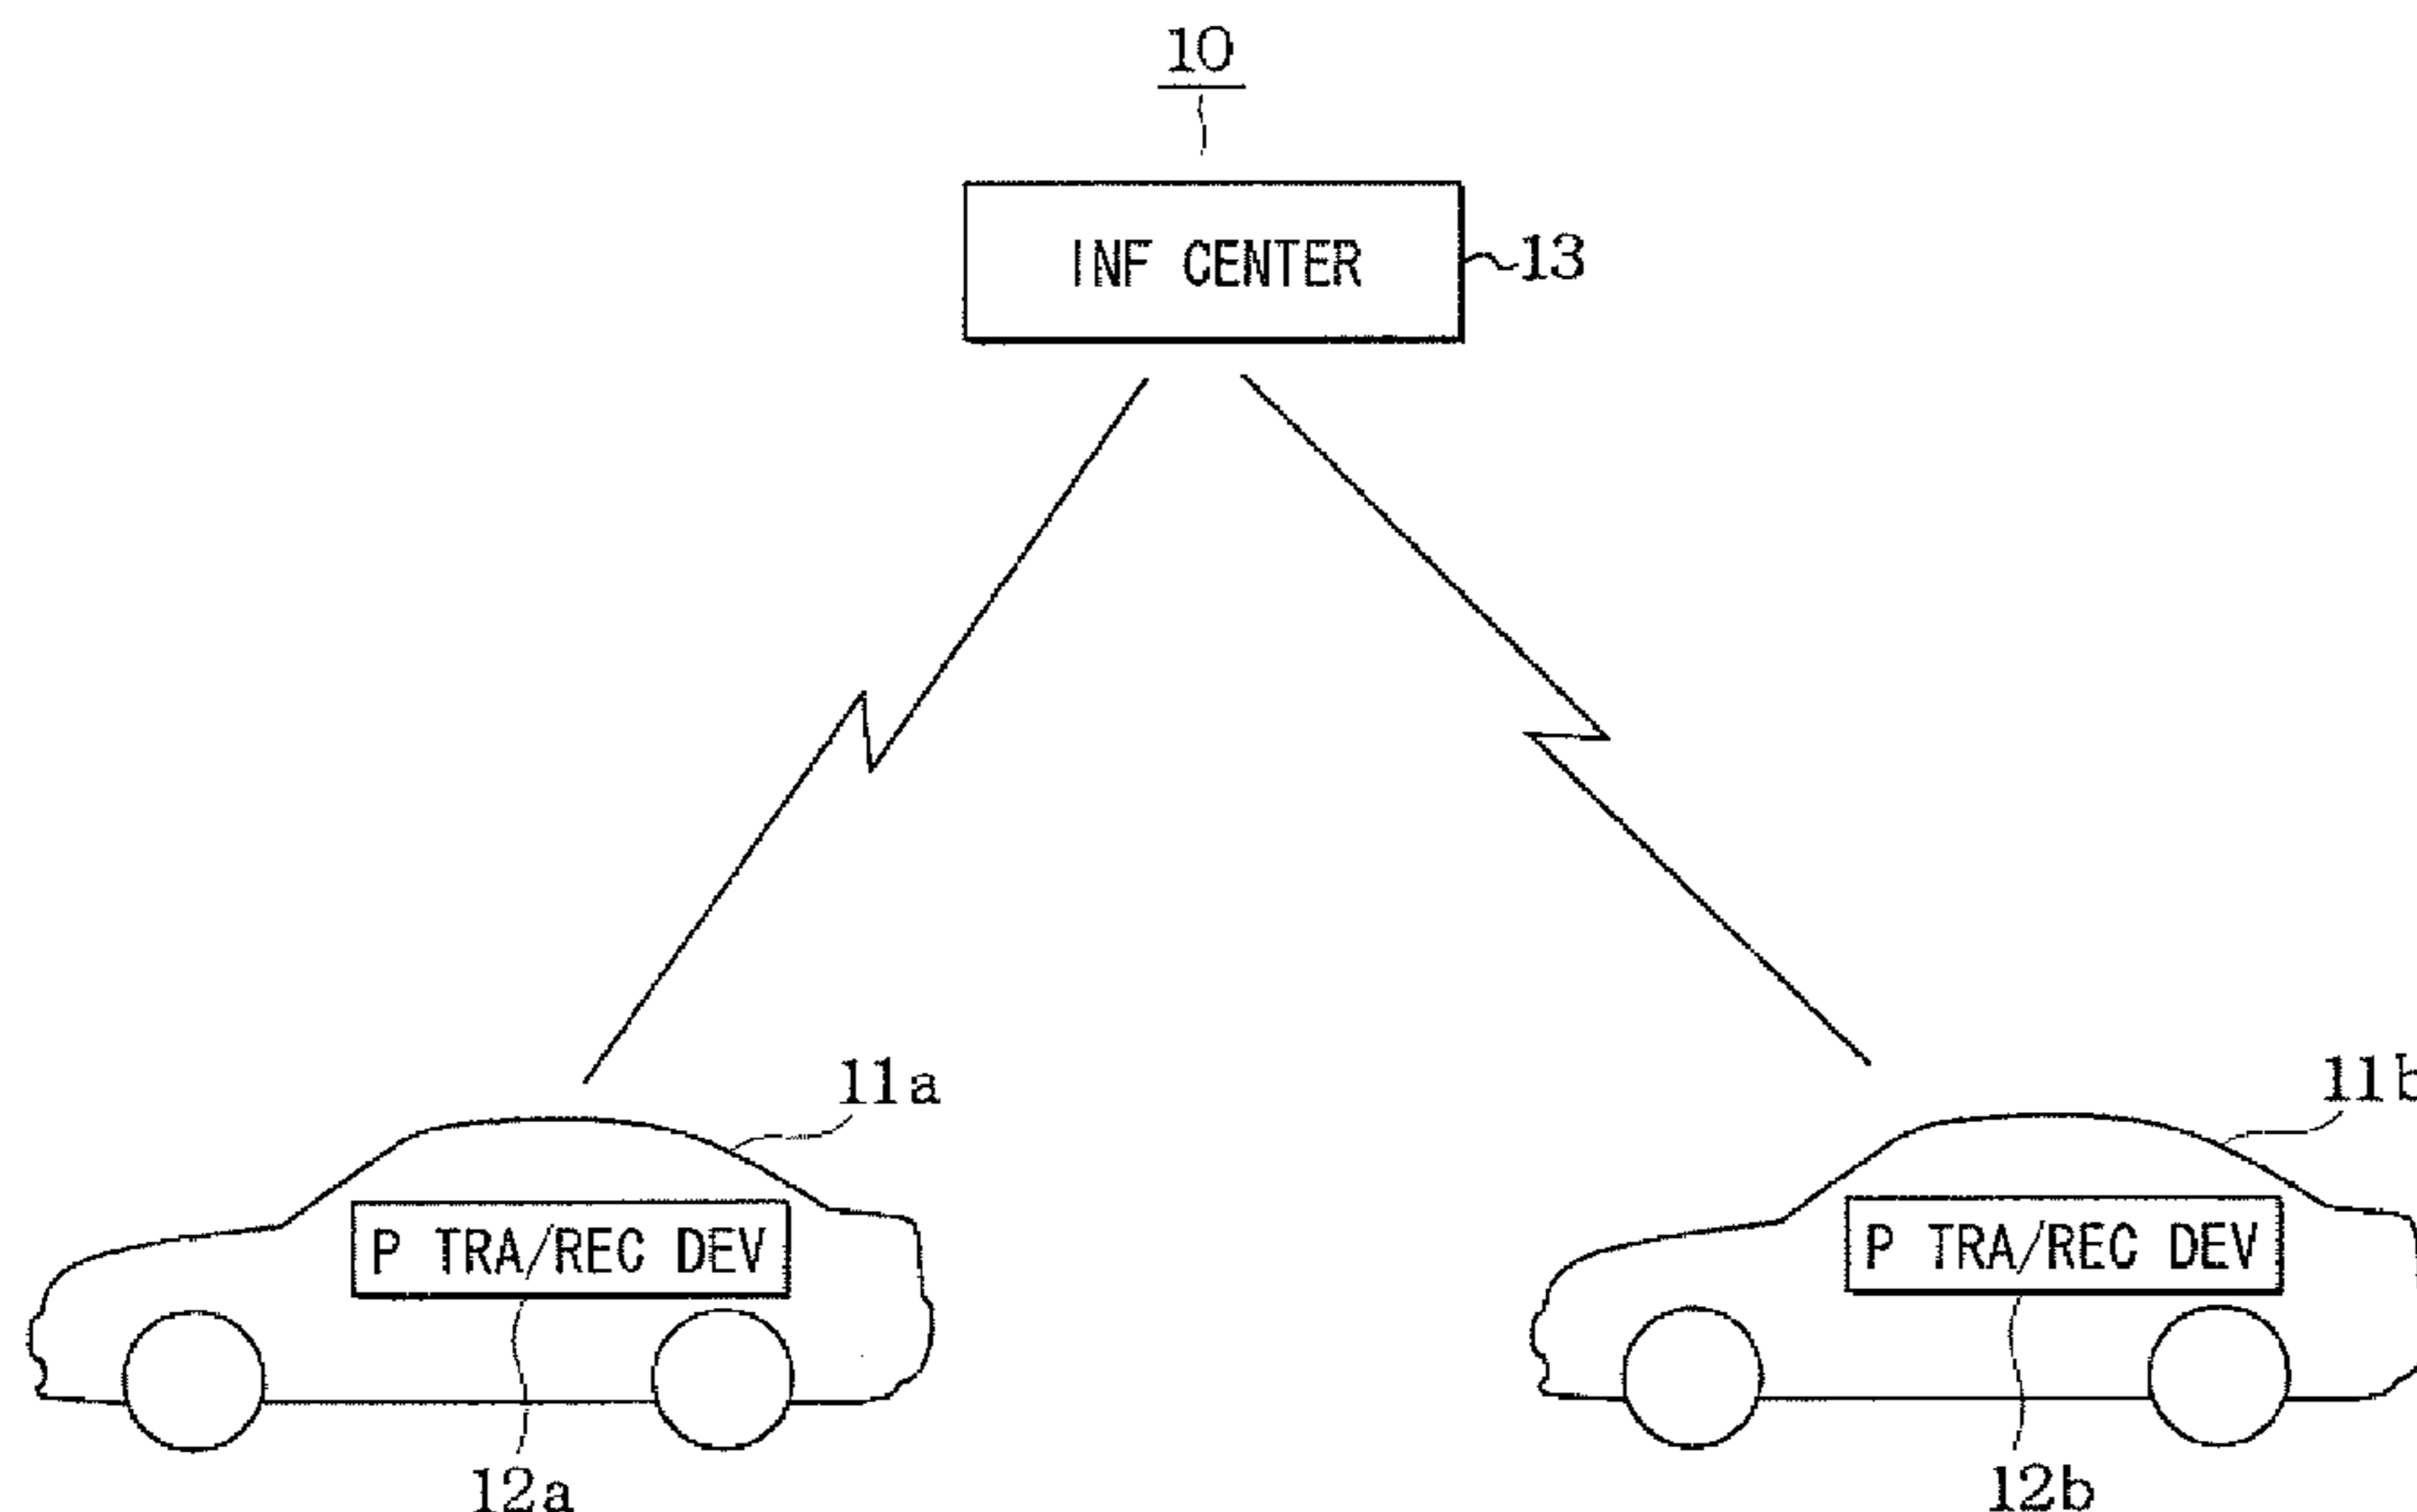 10
INF CENTER
13
11a
11b
P TRA/REC DEV
P TRA/REC DEV
12a
12b